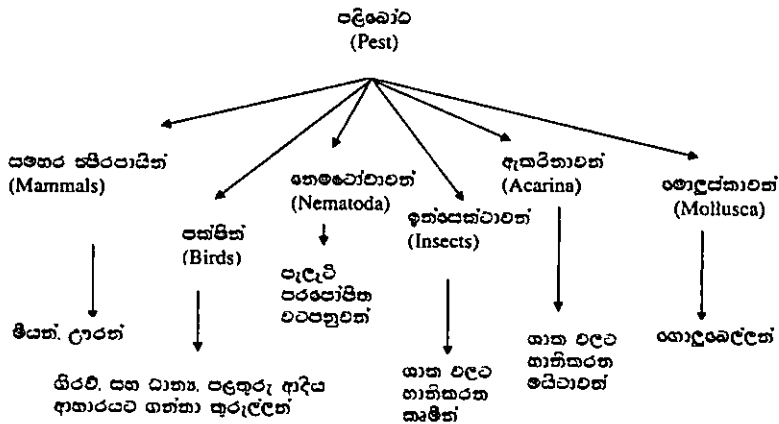 පළිබෝධ
(Pest)
සමහර ක්ෂීරපායින්
(Mammals)
පක්ෂීන්
(Birds)
නෙමටෝඩාවන්
(Nematoda)
ඉන්සෙක්ටාවන්
(Insects)
ඇකරිනාවන්
(Acarina)
මොලුස්කාවන්
(Mollusca)
මීයන්, ඌරන්
ගිරව්, සහ ධාන්‍ය, පළතුරු ආදිය
ආහාරයට ගන්නා කුරුල්ලන්
පැලෑටි
පරපෝෂිත
වටපනුවන්
ශාක වලට
හානිකරන
කෘමීන්
ශාක වලට
හානිකරන
මයිටාවන්
ගොලුබෙල්ලන්